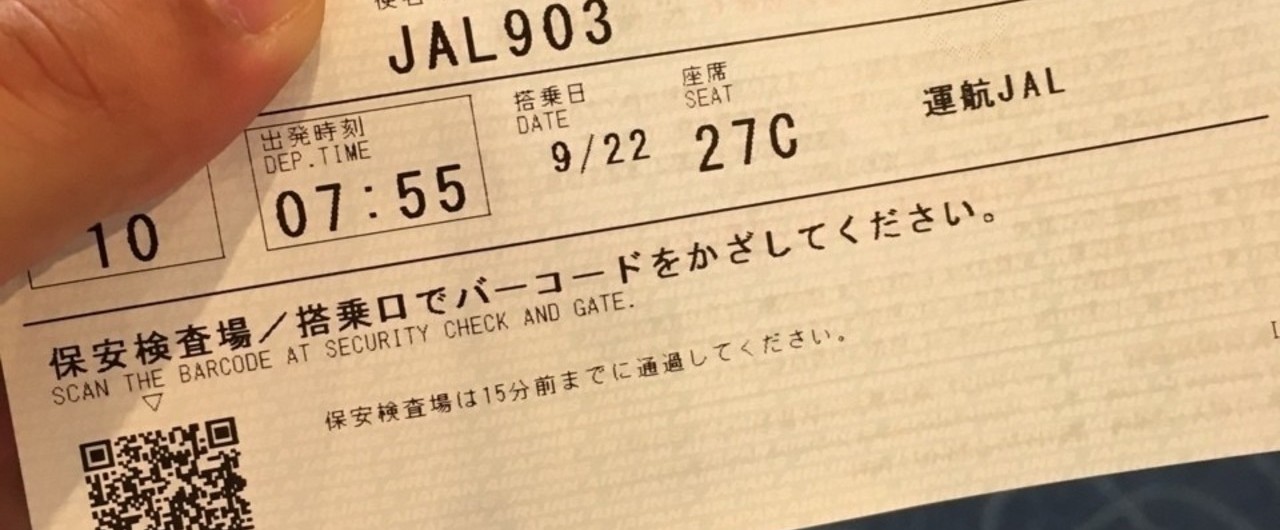 便名
JAL903
出発時刻
DEP.TIME
07:55
搭乗日
DATE
9/22
座席
SEAT
27C
運航JAL
10
保安検査場/搭乗口でバーコードをかざしてください。
SCAN THE BARCODE AT SECURITY CHECK AND GATE.
保安検査場は15分前までに通過してください。